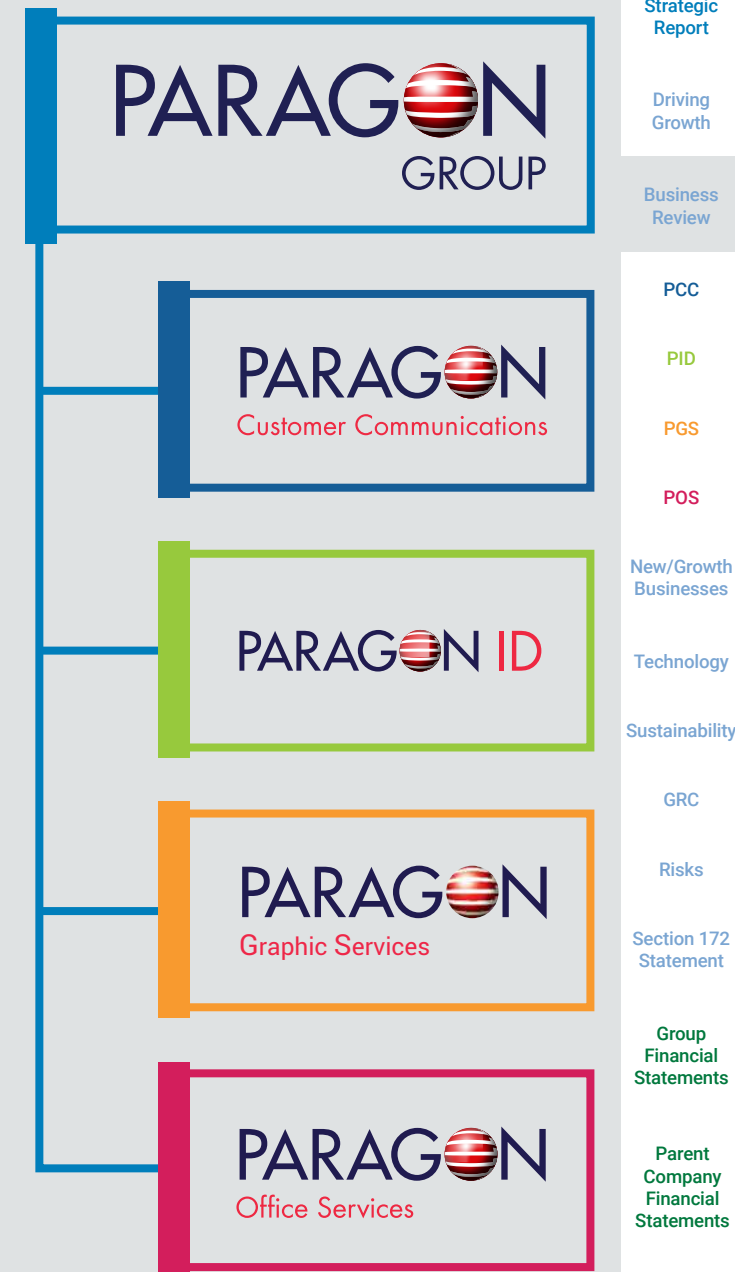 PARAGON
GROUP
PARAGON
Customer Communications
PARAGON ID
PARAGON
Graphic Services
PARAGON
Office Services
Strategic
Report
Driving
Growth
Business
Review
PCC
PID
PGS
POS
New/Growth
Businesses
Technology
Sustainability
GRC
Risks
Section 172
Statement
Group
Financial
Statements
Parent
Company
Financial
Statements